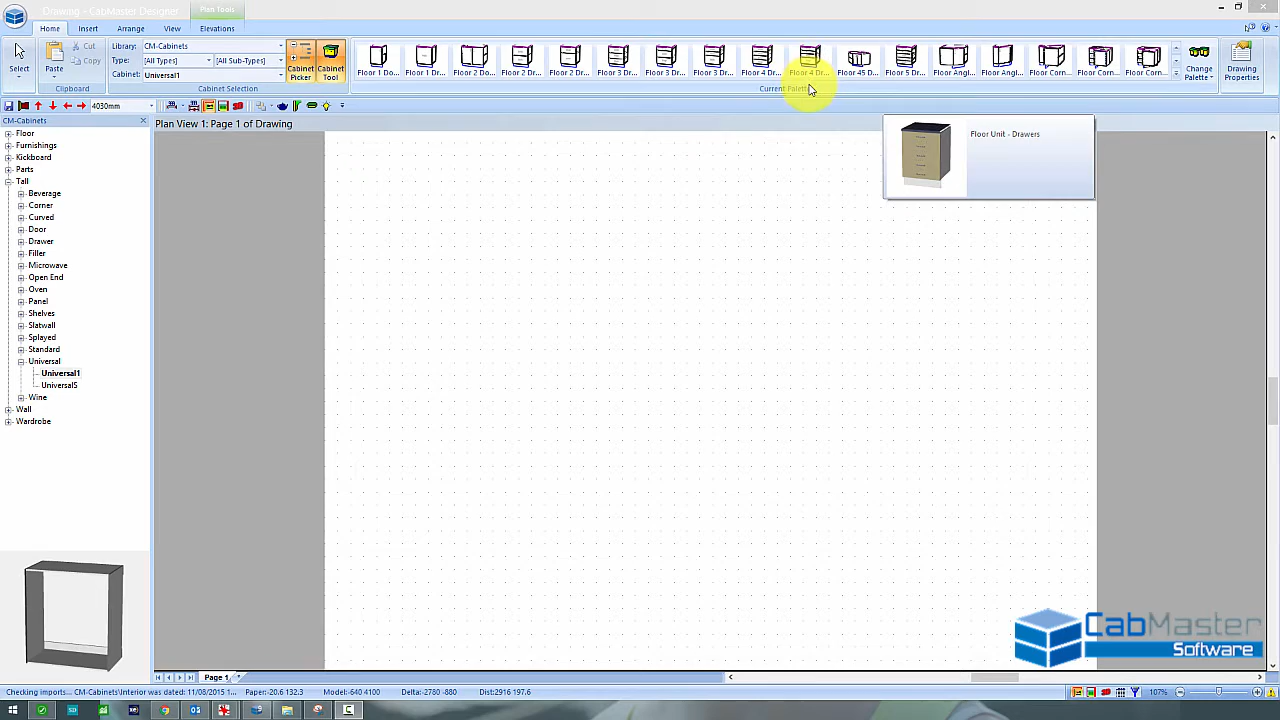 Drawing - CabMaster Designer
Plan Tools
Home Insert Arrange View Elevations
Select
Paste
Cut
Copy
Clipboard
Library: CM-Cabinets
Type: [All Types] [All Sub-Types]
Cabinet: Universal1
Cabinet Selection
Cabinet Picker
Cabinet Tool
Floor 1 Do... Floor 1 Dr... Floor 2 Do... Floor 2 Dr... Floor 2 Dr... Floor 3 Dr... Floor 3 Dr... Floor 3 Dr... Floor 4 Dr... Floor 4 Dr... Floor 45 D... Floor 5 Dr... Floor Angl... Floor Ang... Floor Corn... Floor Corn... Floor Corn...
Current Palette
Change Palette
Drawing Properties
4030mm
CM-Cabinets
Plan View 1: Page 1 of Drawing
Floor
Furnishings
Kickboard
Parts
Tall
Beverage
Corner
Curved
Door
Drawer
Filler
Microwave
Open End
Oven
Panel
Shelves
Slatwall
Splayed
Standard
Universal
Universal1
Universal5
Wine
Wall
Wardrobe
Floor Unit - Drawers
CabMaster
Software
Page 1
Checking imports... CM-Cabinets\Interior was dated: 11/08/2015 1... Paper: 20.6 132.3 Model: 640 4100 Delta: 2780 -880 Dist:2916 197.6
107%